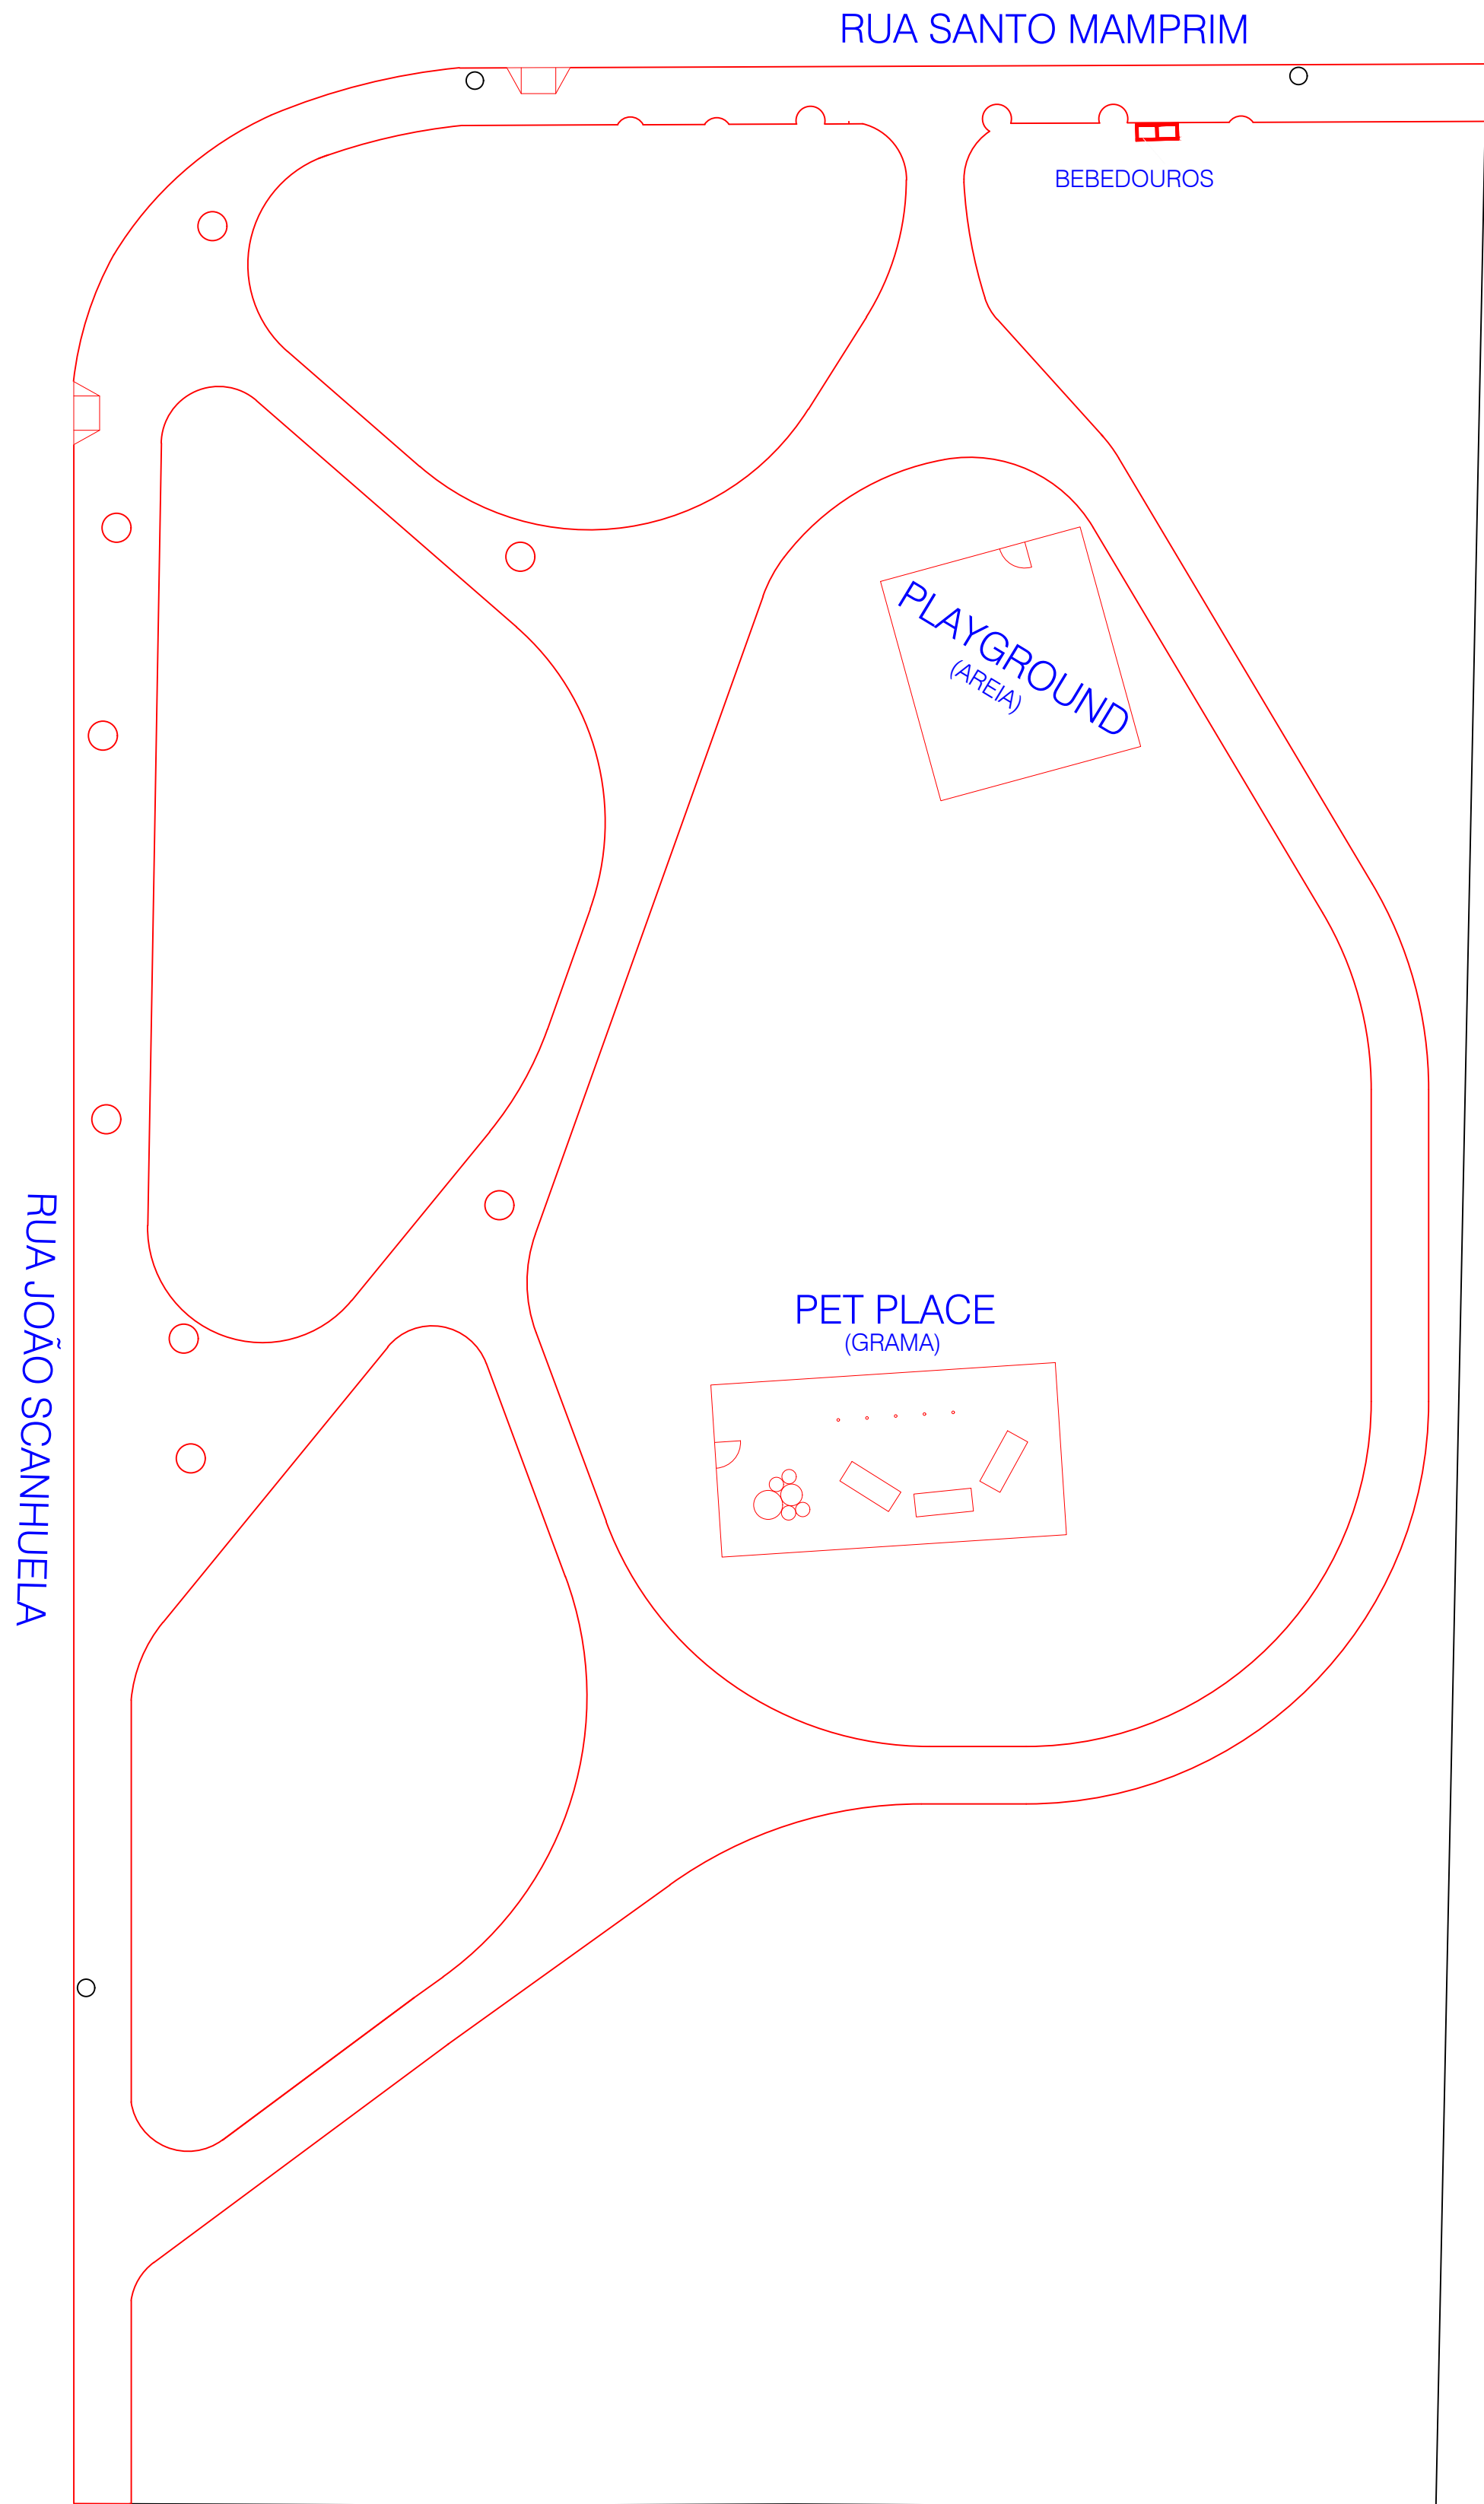 RUA SANTO MAMPRIM
BEBEDOUROS
PLAYGROUND
(AREIA)
RUA JOÃO SCANHUELA
PET PLACE
(GRAMA)